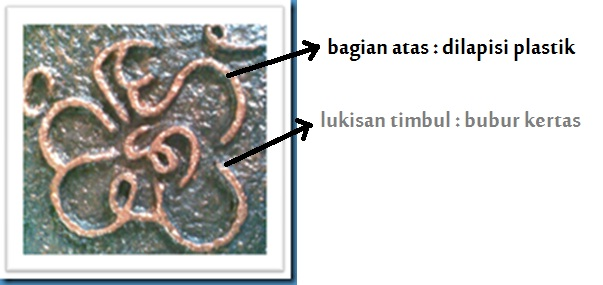 bagian atas : dilapisi plastik
lukisan timbul : bubur kertas